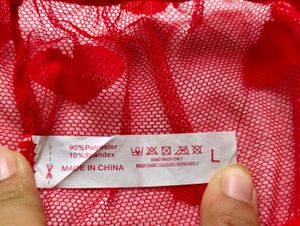 90% Polyester
10% Spandex
MADE IN CHINA
HAND WASH ONLY
WASH DARK COLOURS SEPARATELY
L